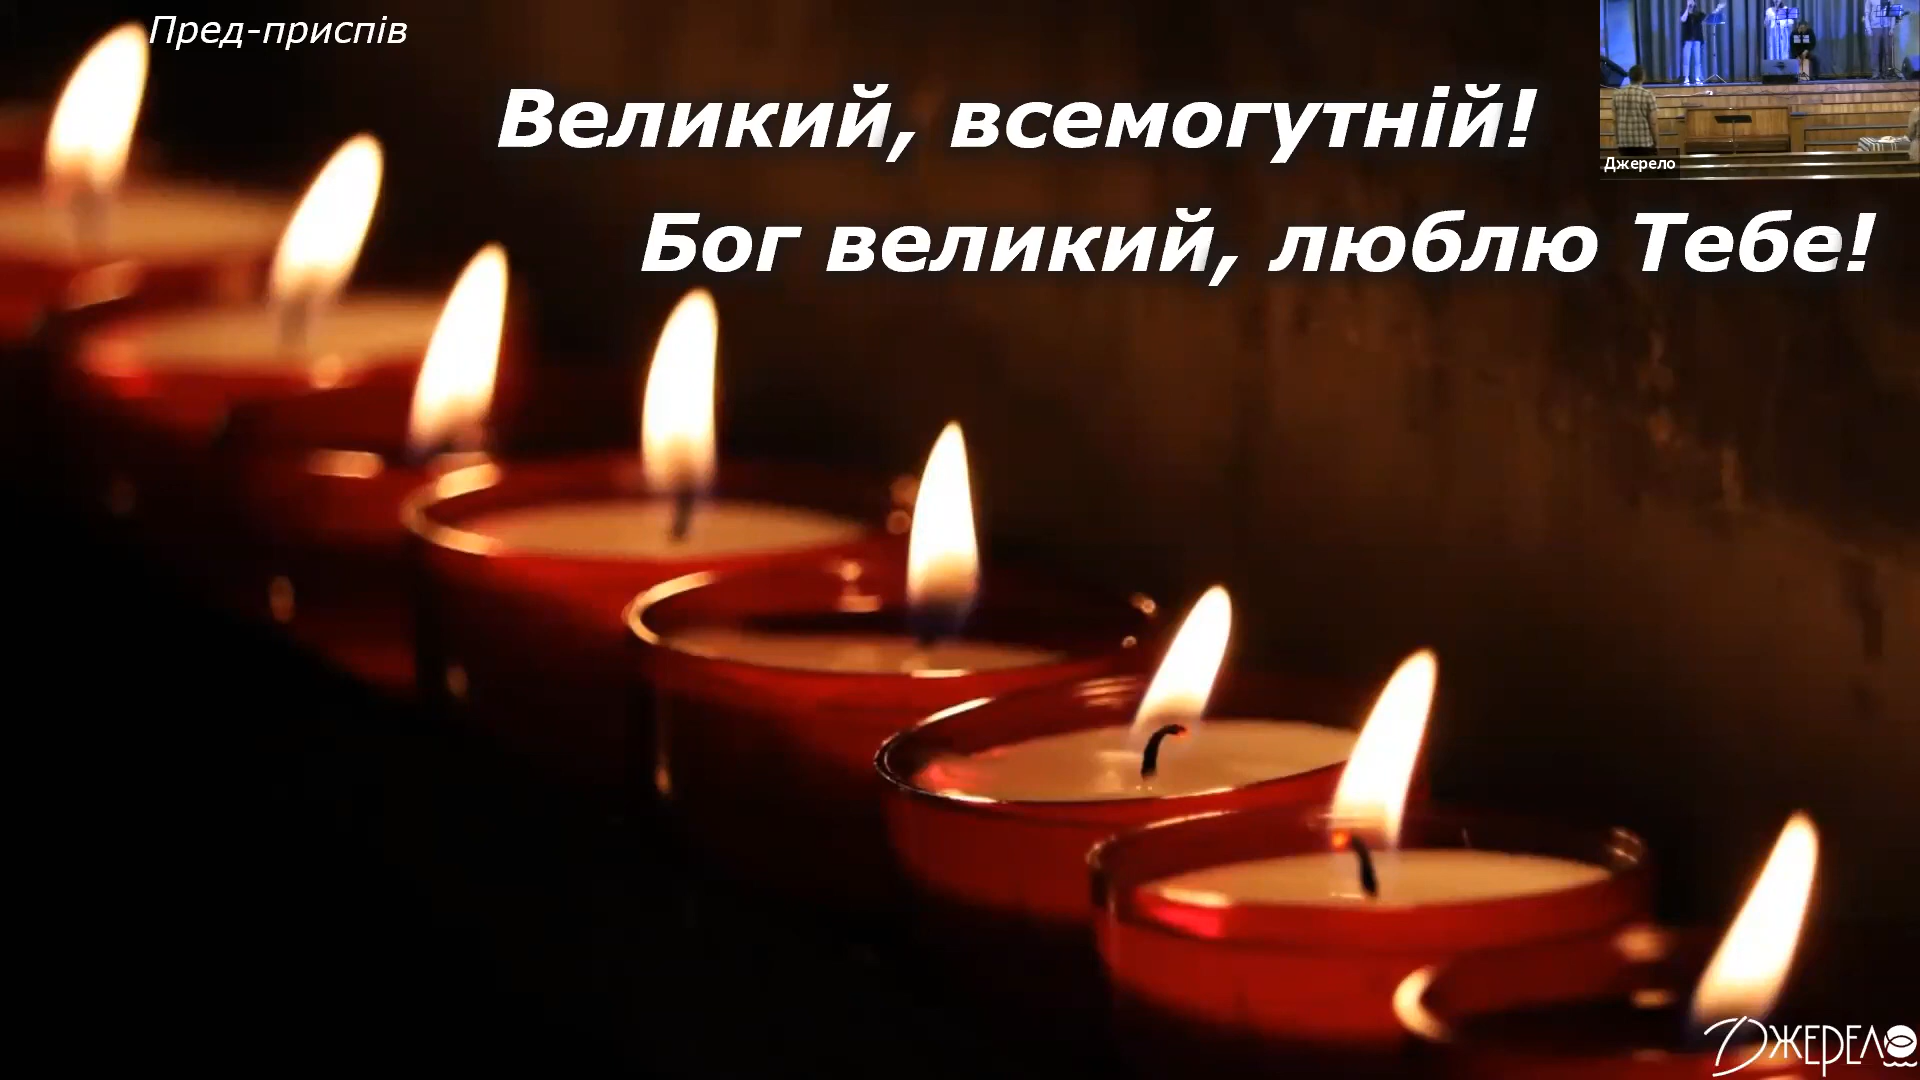 Пред-приспів
Великий, всемогутній!
Бог великий, люблю Тебе!
Джерело
ДЖЕРЕЛО